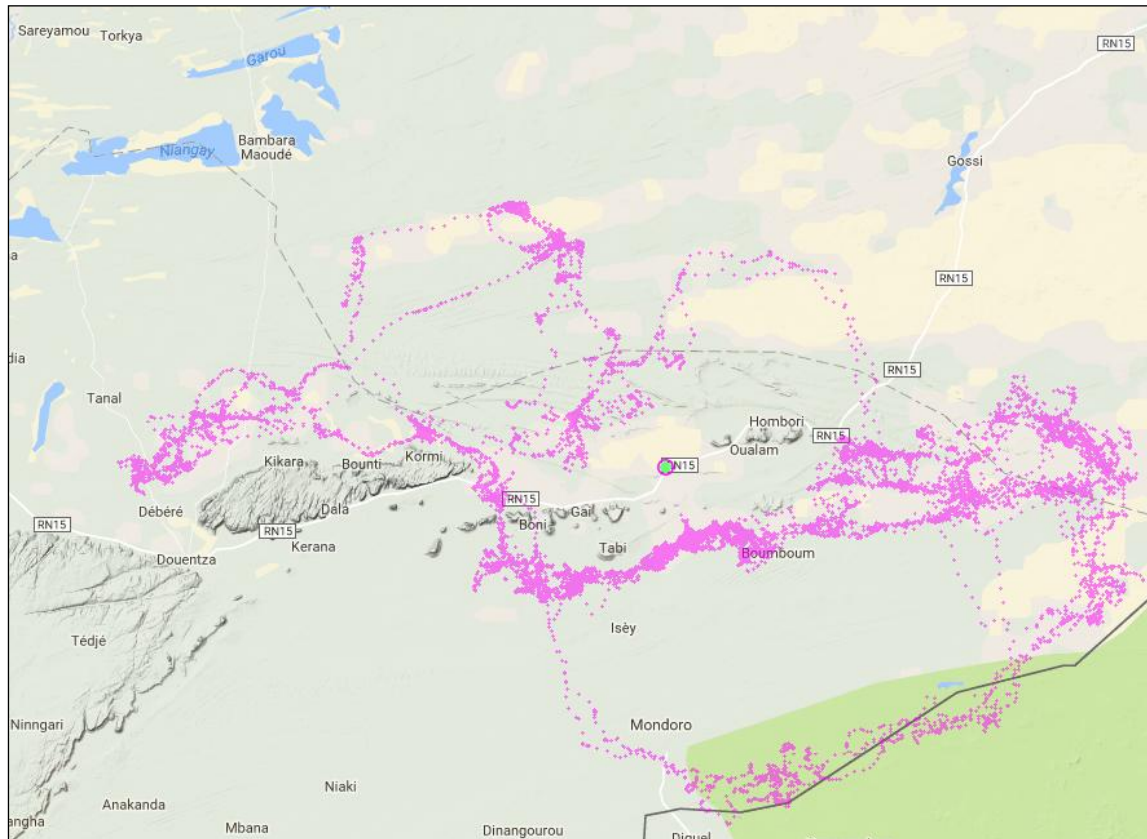 Sareyamou
Torkya
Garou
RN15
Niangay
Bambara
Maoudé
Gossi
RN15
dia
RN15
Tanal
Hombori
RN15
Oualam
Kikara
Bounti
Kormi
RN15
RN15
Débéré
Dala
Boni
Gai
RN15
RN15
Kerana
Tabi
Boumboum
Douentza
Isèy
Tédjé
Ninngari
Mondoro
Niaki
Anakanda
angha
Mbana
Dinangourou